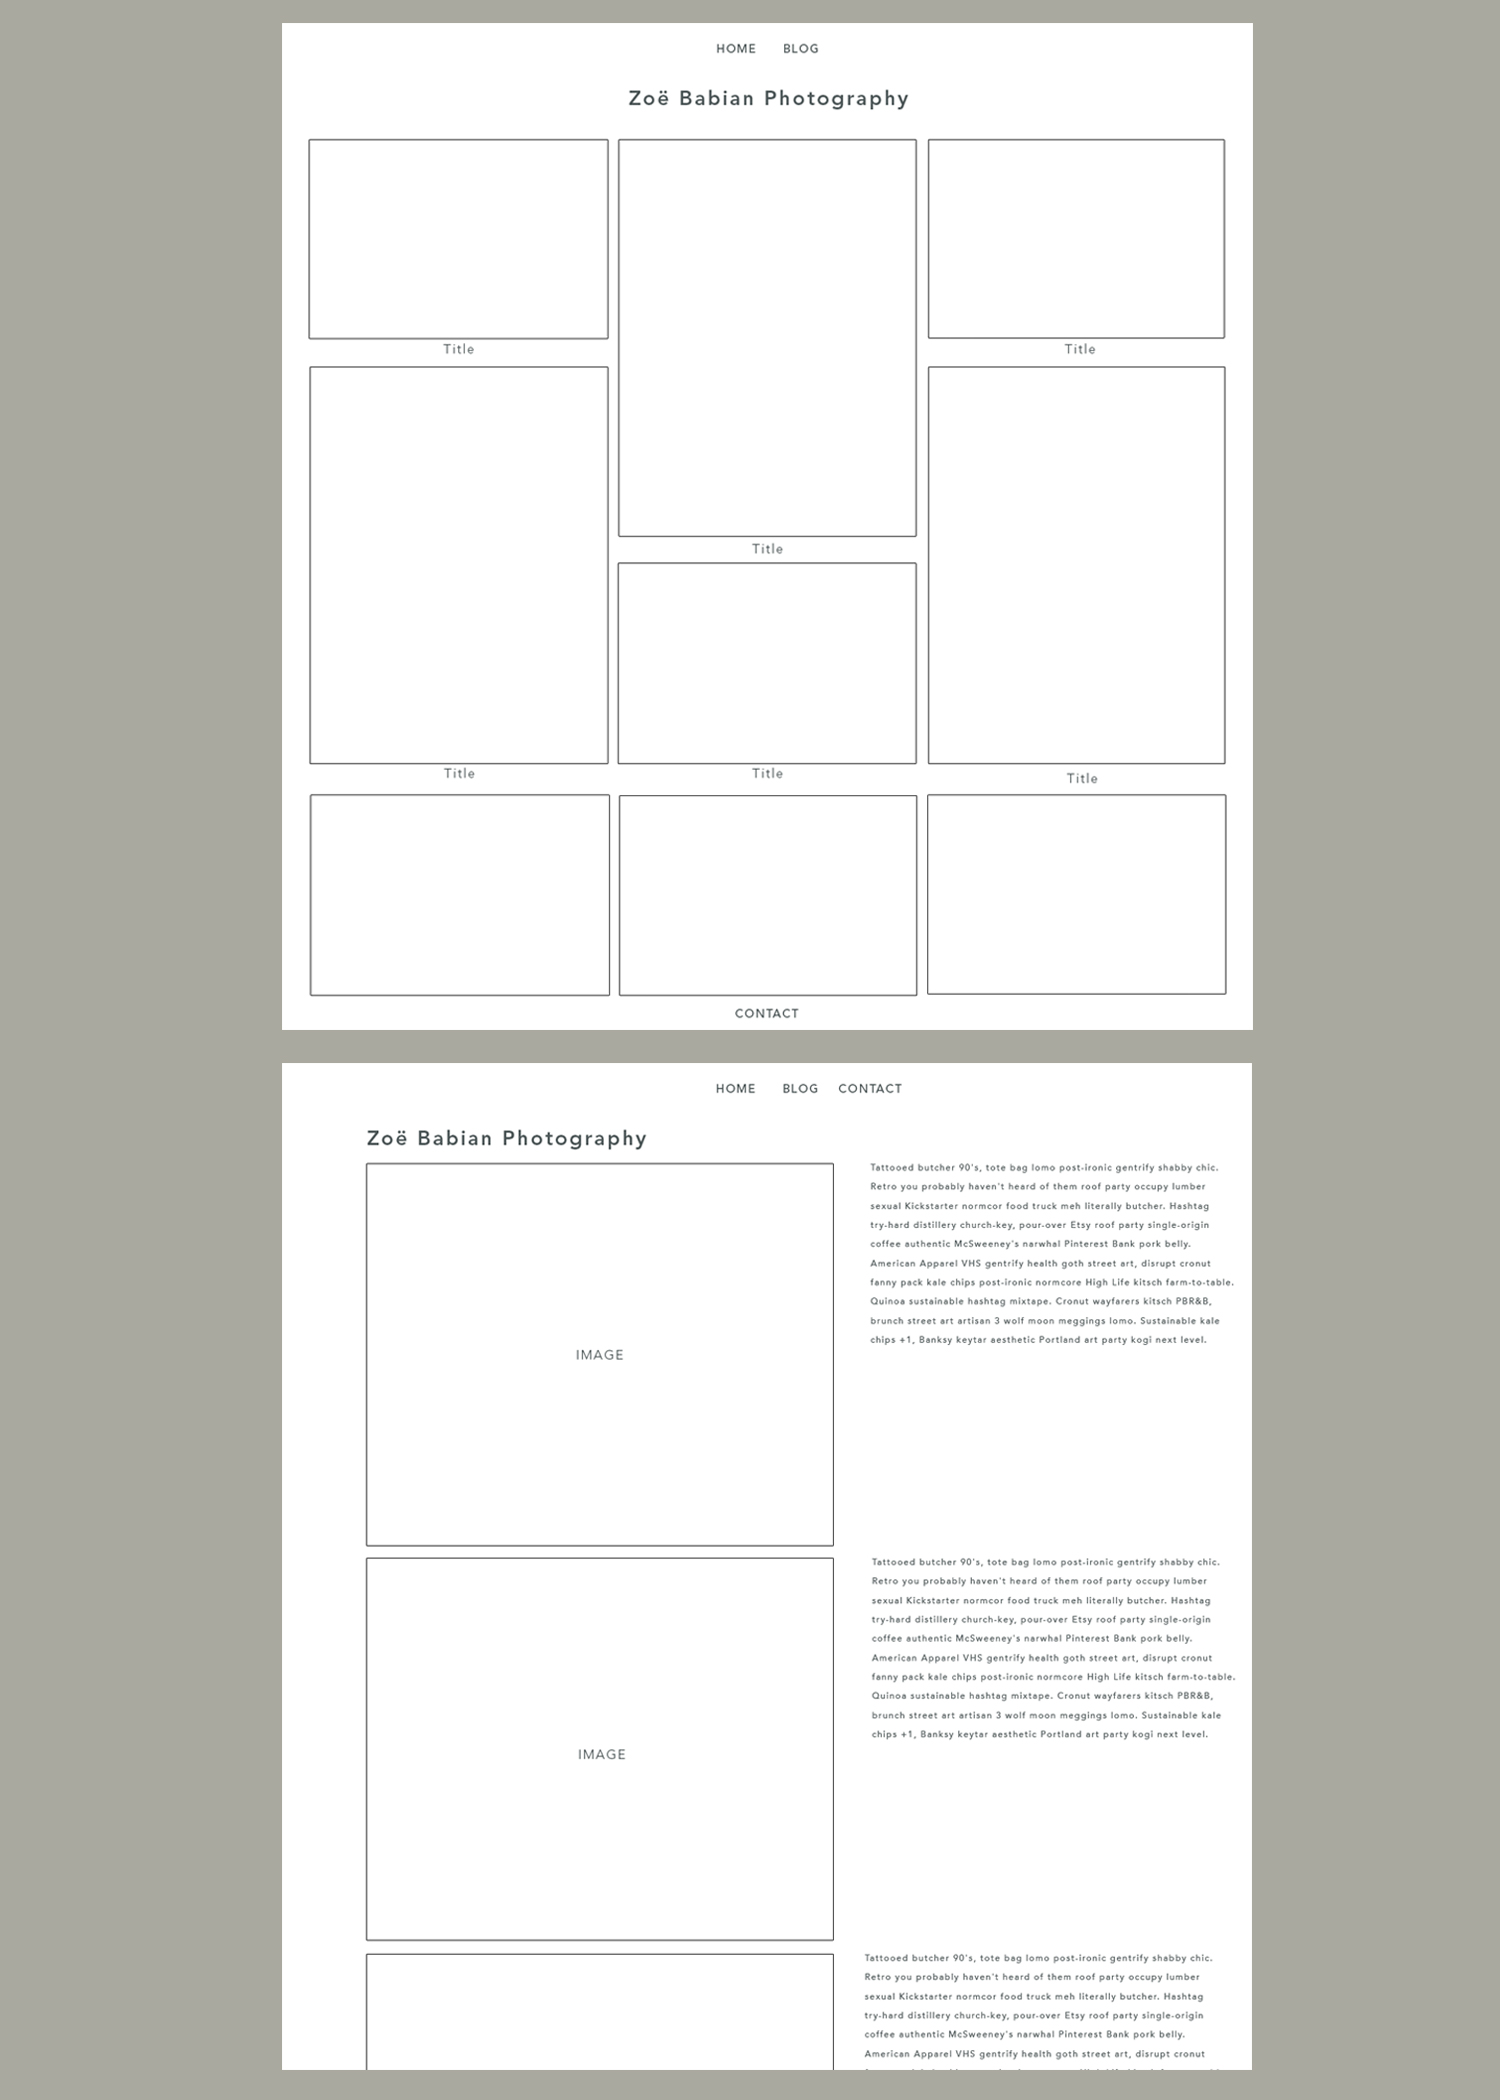 HOME BLOG
Zoë Babian Photography
Title
Title
Title
Title
Title
Title
CONTACT
HOME BLOG CONTACT
Zoë Babian Photography
IMAGE
Tattooed butcher 90's, tote bag lomo post-ironic gentrify shabby chic.
Retro you probably haven't heard of them roof party occupy lumber
sexual Kickstarter normcor food truck meh literally butcher. Hashtag
try-hard distillery church-key, pour-over Etsy roof party single-origin
coffee authentic McSweeney's narwhal Pinterest Bank pork belly.
American Apparel VHS gentrify health goth street art, disrupt cronut
fanny pack kale chips post-ironic normcore High Life kitsch farm-to-table.
Quinoa sustainable hashtag mixtape. Cronut wayfarers kitsch PBR&B,
brunch street art artisan 3 wolf moon meggings lomo. Sustainable kale
chips +1, Banksy keytar aesthetic Portland art party kogi next level.
IMAGE
Tattooed butcher 90's, tote bag lomo post-ironic gentrify shabby chic.
Retro you probably haven't heard of them roof party occupy lumber
sexual Kickstarter normcor food truck meh literally butcher. Hashtag
try-hard distillery church-key, pour-over Etsy roof party single-origin
coffee authentic McSweeney's narwhal Pinterest Bank pork belly.
American Apparel VHS gentrify health goth street art, disrupt cronut
fanny pack kale chips post-ironic normcore High Life kitsch farm-to-table.
Quinoa sustainable hashtag mixtape. Cronut wayfarers kitsch PBR&B,
brunch street art artisan 3 wolf moon meggings lomo. Sustainable kale
chips +1, Banksy keytar aesthetic Portland art party kogi next level.
Tattooed butcher 90's, tote bag lomo post-ironic gentrify shabby chic.
Retro you probably haven't heard of them roof party occupy lumber
sexual Kickstarter normcor food truck meh literally butcher. Hashtag
try-hard distillery church-key, pour-over Etsy roof party single-origin
coffee authentic McSweeney's narwhal Pinterest Bank pork belly.
American Apparel VHS gentrify health goth street art, disrupt cronut